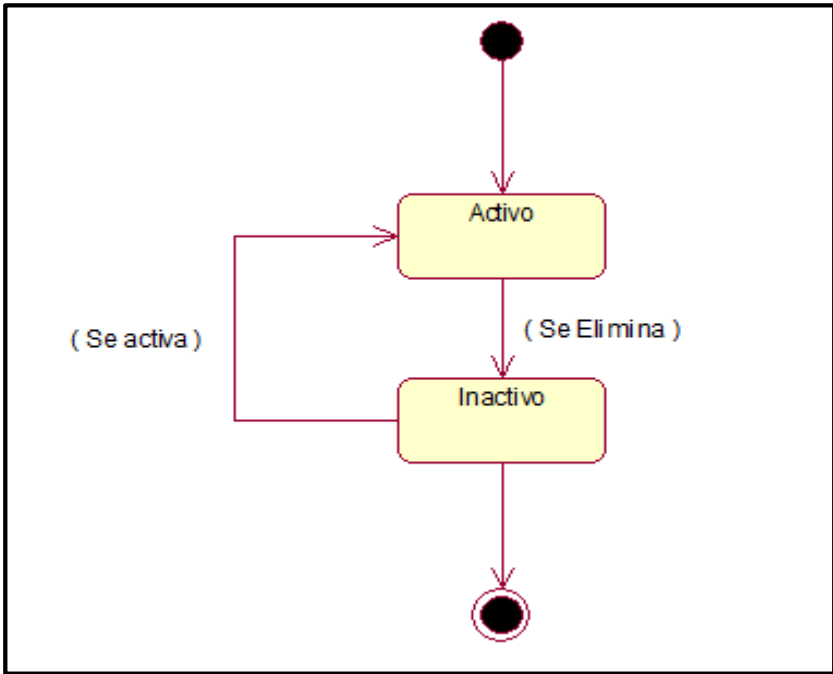 Activo
( Se activa )
( Se Elimina )
Inactivo